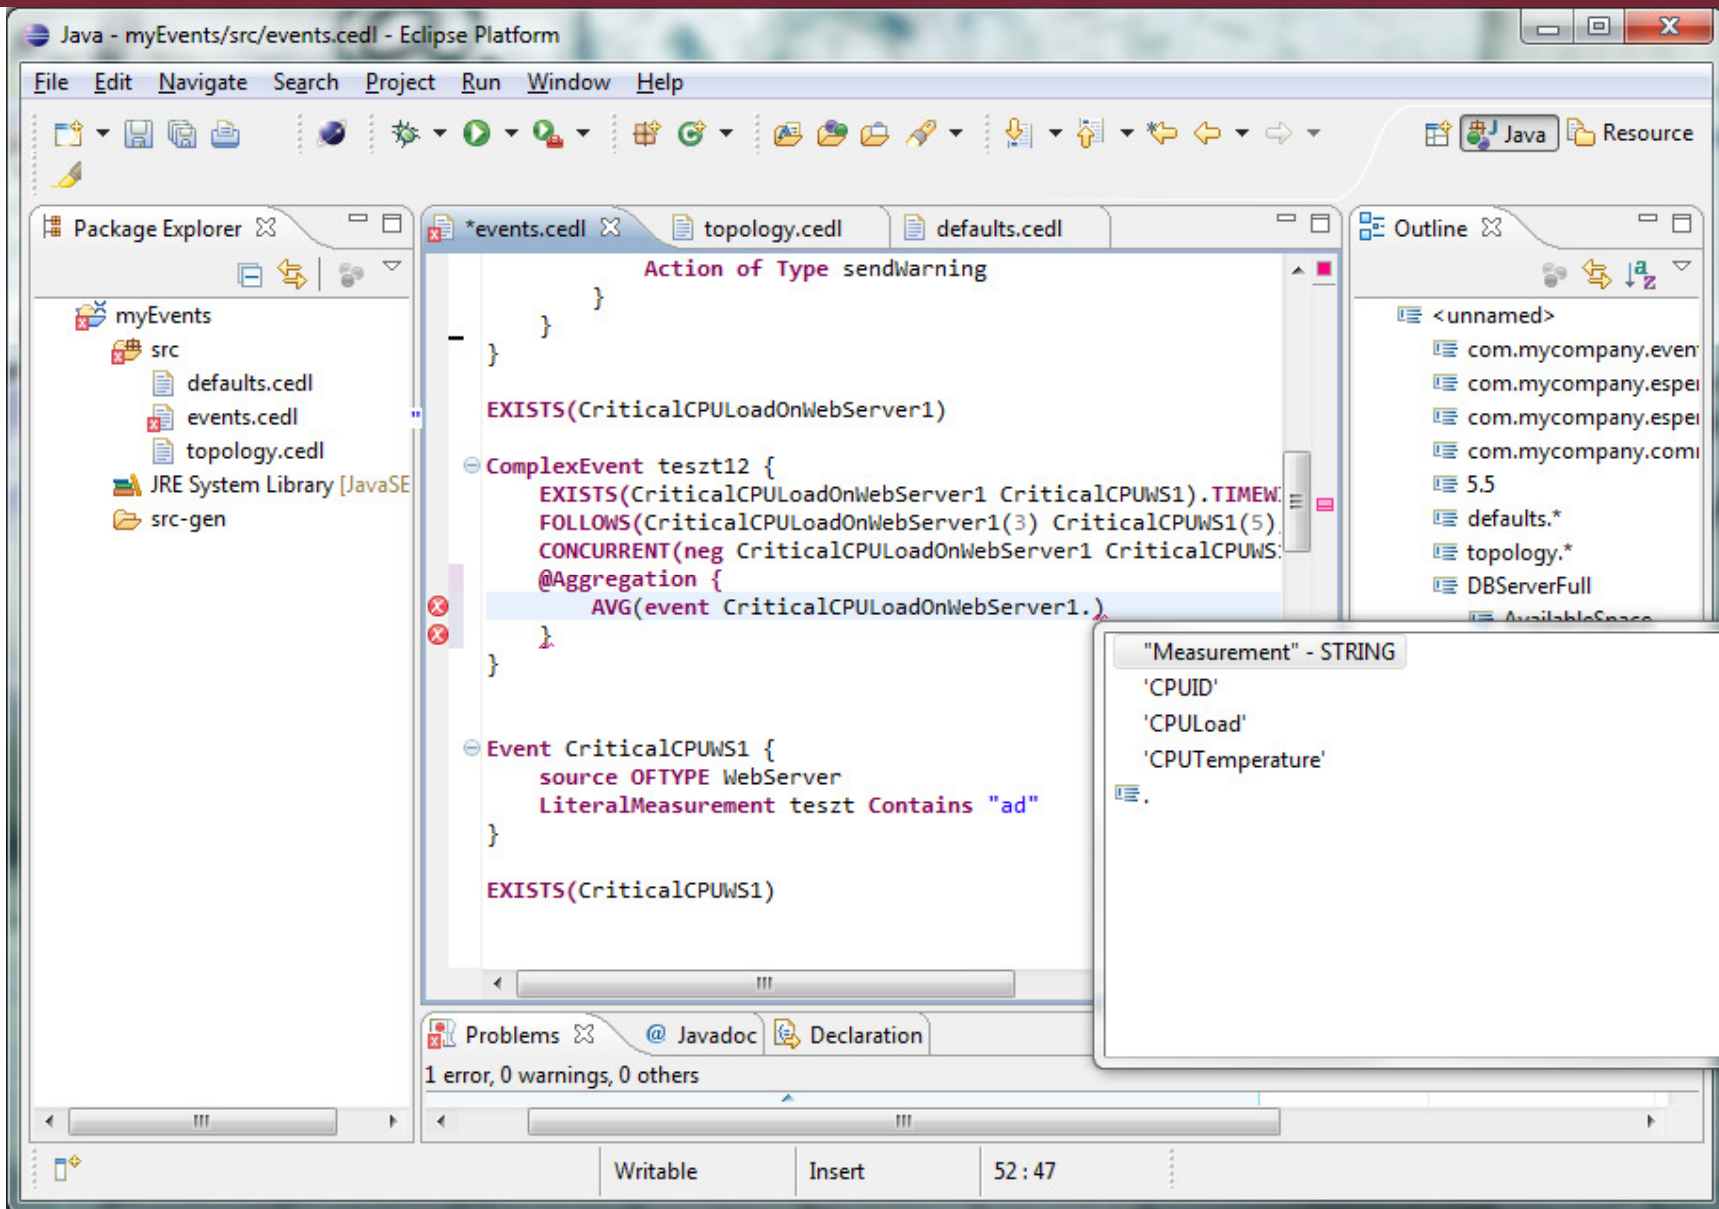 Java - myEvents/src/events.cedl - Eclipse Platform
File Edit Navigate Search Project Run Window Help
Java Resource
Package Explorer
myEvents
src
defaults.cedl
events.cedl
topology.cedl
JRE System Library [JavaSE
src-gen
*events.cedl topology.cedl defaults.cedl
Action of Type sendWarning
}
}
}
EXISTS(CriticalCPULoadOnWebServer1)
"
ComplexEvent teszt12 {
EXISTS(CriticalCPULoadOnWebServer1 CriticalCPUWS1).TIMEW
FOLLOWS(CriticalCPULoadOnWebServer1(3) CriticalCPUWS1(5)
CONCURRENT(neg CriticalCPULoadOnWebServer1 CriticalCPUWS
@Aggregation {
AVG(event CriticalCPULoadOnWebServer1.)
}
}
Event CriticalCPUWS1 {
source OFTYPE WebServer
LiteralMeasurement teszt Contains "ad"
}
EXISTS(CriticalCPUWS1)
"Measurement" - STRING
'CPUID'
'CPULoad'
'CPUTemperature'
.
Outline
<unnamed>
com.mycompany.even
com.mycompany.espe
com.mycompany.espe
com.mycompany.com
5.5
defaults.*
topology.*
DBServerFull
AvailableSpace
Problems @ Javadoc Declaration
1 error, 0 warnings, 0 others
Writable Insert 52 : 47